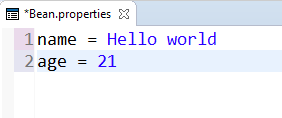 *Bean.properties
1 name = Hello world
2 age = 21